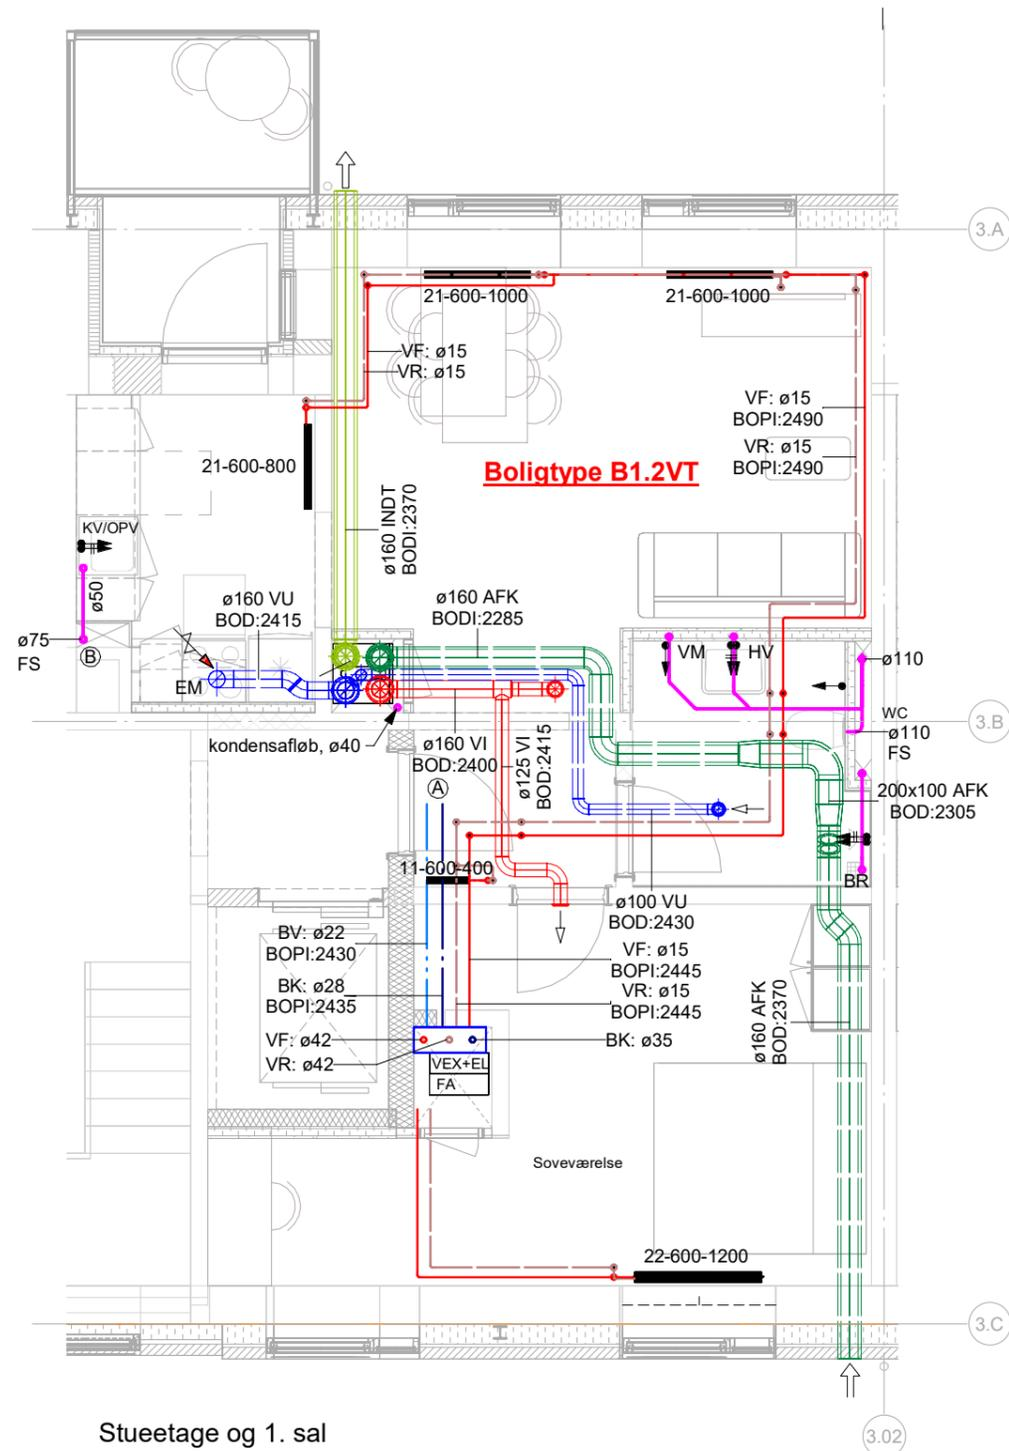 3.A
21-600-1000
21-600-1000
VF: ø15
VR: ø15
VF: ø15
BOPI:2490
VR: ø15
BOPI:2490
21-600-800
Boligtype B1.2VT
KV/OPV
ø160 INDT
BODI:2370
ø50
ø160 VU
BOD:2415
ø160 AFK
BODI:2285
ø75
FS
B
EM
VM
HV
ø110
WC
ø110
FS
3.B
kondensafløb, ø40
ø160 VI
BOD:2400
ø125 VI
BOD:2415
A
200x100 AFK
BOD:2305
11-600-400
BR
ø100 VU
BOD:2430
BV: ø22
BOPI:2430
VF: ø15
BOPI:2445
VR: ø15
BOPI:2445
BK: ø28
BOPI:2435
ø160 AFK
BOD:2370
VF: ø42
VR: ø42
BK: ø35
VEX+EL
FA
Soveværelse
22-600-1200
3.C
Stueetage og 1. sal
3.02